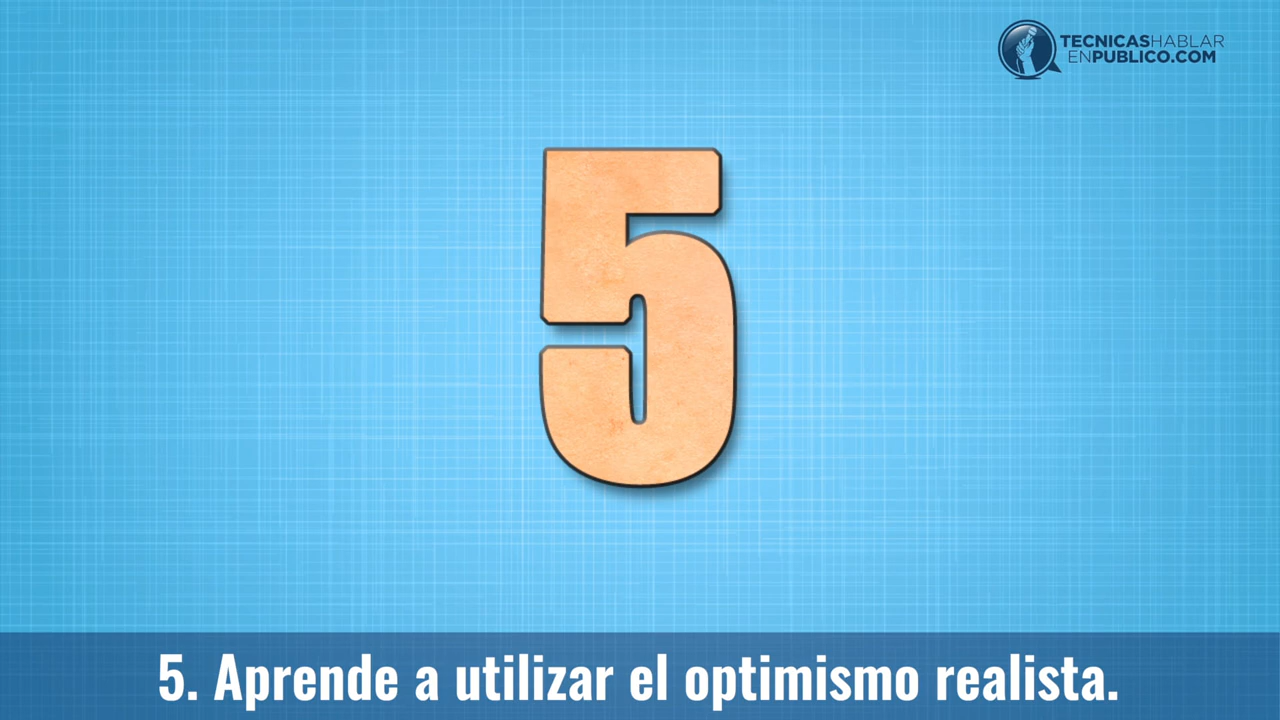 TECNICASHABLAR
ENPUBLICO.COM
5
5. Aprende a utilizar el optimismo realista.